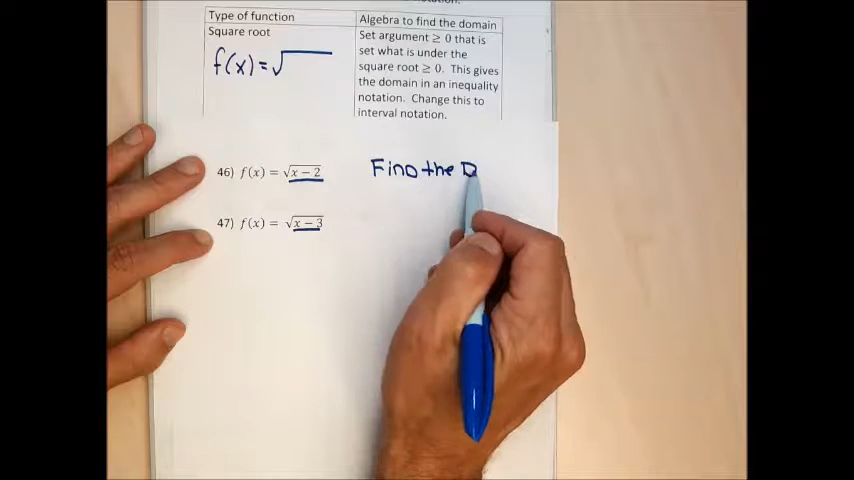 notation.
Type of function
Algebra to find the domain
Square root
Set argument ≥ 0 that is
set what is under the
square root ≥ 0. This gives
the domain in an inequality
notation. Change this to
interval notation.
f(x) = √
46) f(x) = √x − 2
Find the D
47) f(x) = √x − 3